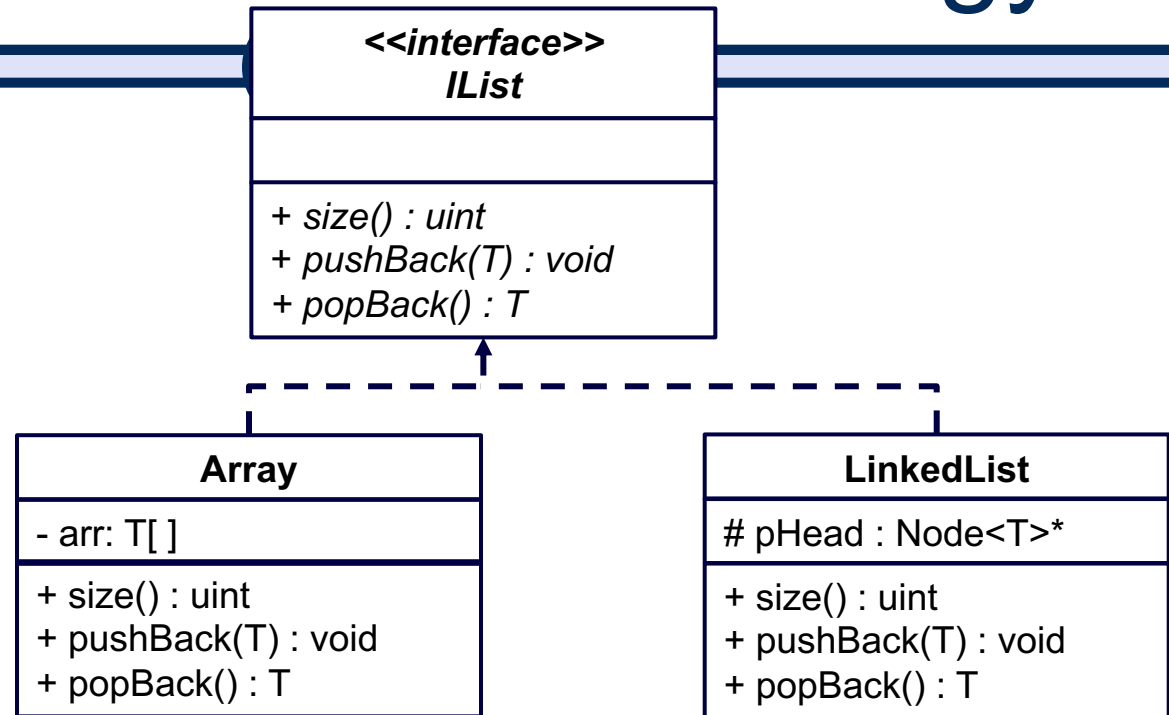 <<interface>>
IList
+ size() : uint
+ pushBack(T) : void
+ popBack() : T
Array
- arr: T[ ]
+ size() : uint
+ pushBack(T) : void
+ popBack() : T
LinkedList
# pHead : Node<T>*
+ size() : uint
+ pushBack(T) : void
+ popBack() : T